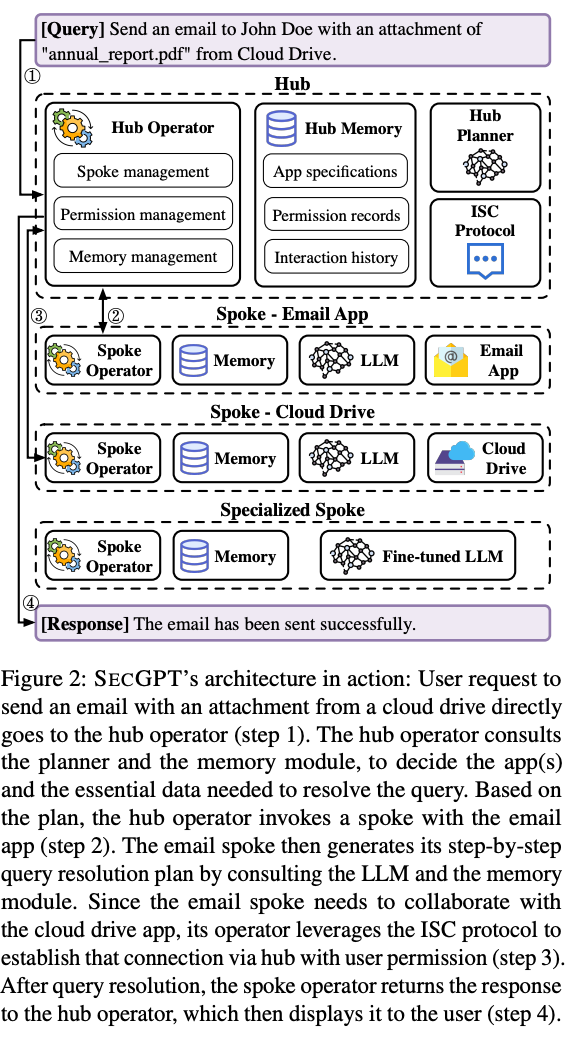 [Query] Send an email to John Doe with an attachment of
"annual_report.pdf" from Cloud Drive.
①
Hub
Hub Operator
Spoke management
Permission management
Memory management
Hub Memory
App specifications
Permission records
Interaction history
Hub
Planner
ISC
Protocol
③
②
Spoke - Email App
Spoke
Operator
Memory
LLM
@
Email
App
Spoke - Cloud Drive
Spoke
Operator
Memory
LLM
Cloud
Drive
Specialized Spoke
Spoke
Operator
Memory
Fine-tuned LLM
④
[Response] The email has been sent successfully.
Figure 2: SECGPT's architecture in action: User request to
send an email with an attachment from a cloud drive directly
goes to the hub operator (step 1). The hub operator consults
the planner and the memory module, to decide the app(s)
and the essential data needed to resolve the query. Based on
the plan, the hub operator invokes a spoke with the email
app (step 2). The email spoke then generates its step-by-step
query resolution plan by consulting the LLM and the memory
module. Since the email spoke needs to collaborate with
the cloud drive app, its operator leverages the ISC protocol to
establish that connection via hub with user permission (step 3).
After query resolution, the spoke operator returns the response
to the hub operator, which then displays it to the user (step 4).